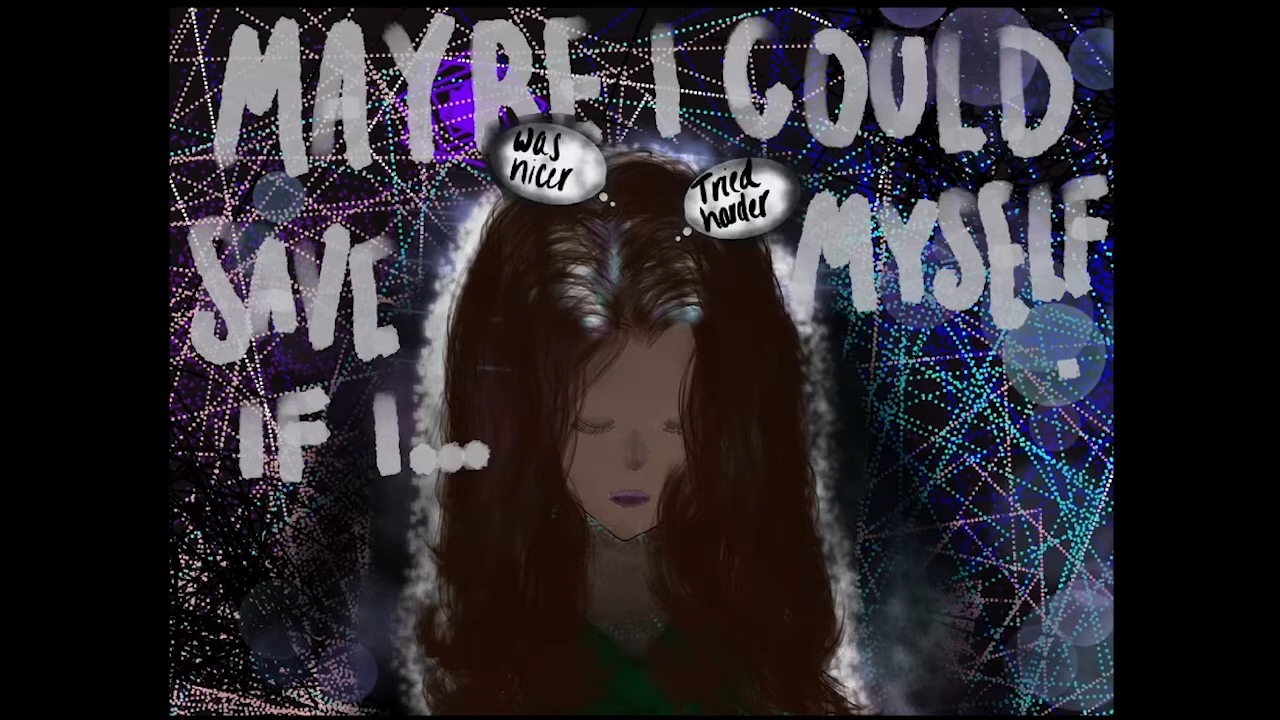 MAYBE I COULD
SAVE MYSELF
IF I...
was
nicer
Tried
harder